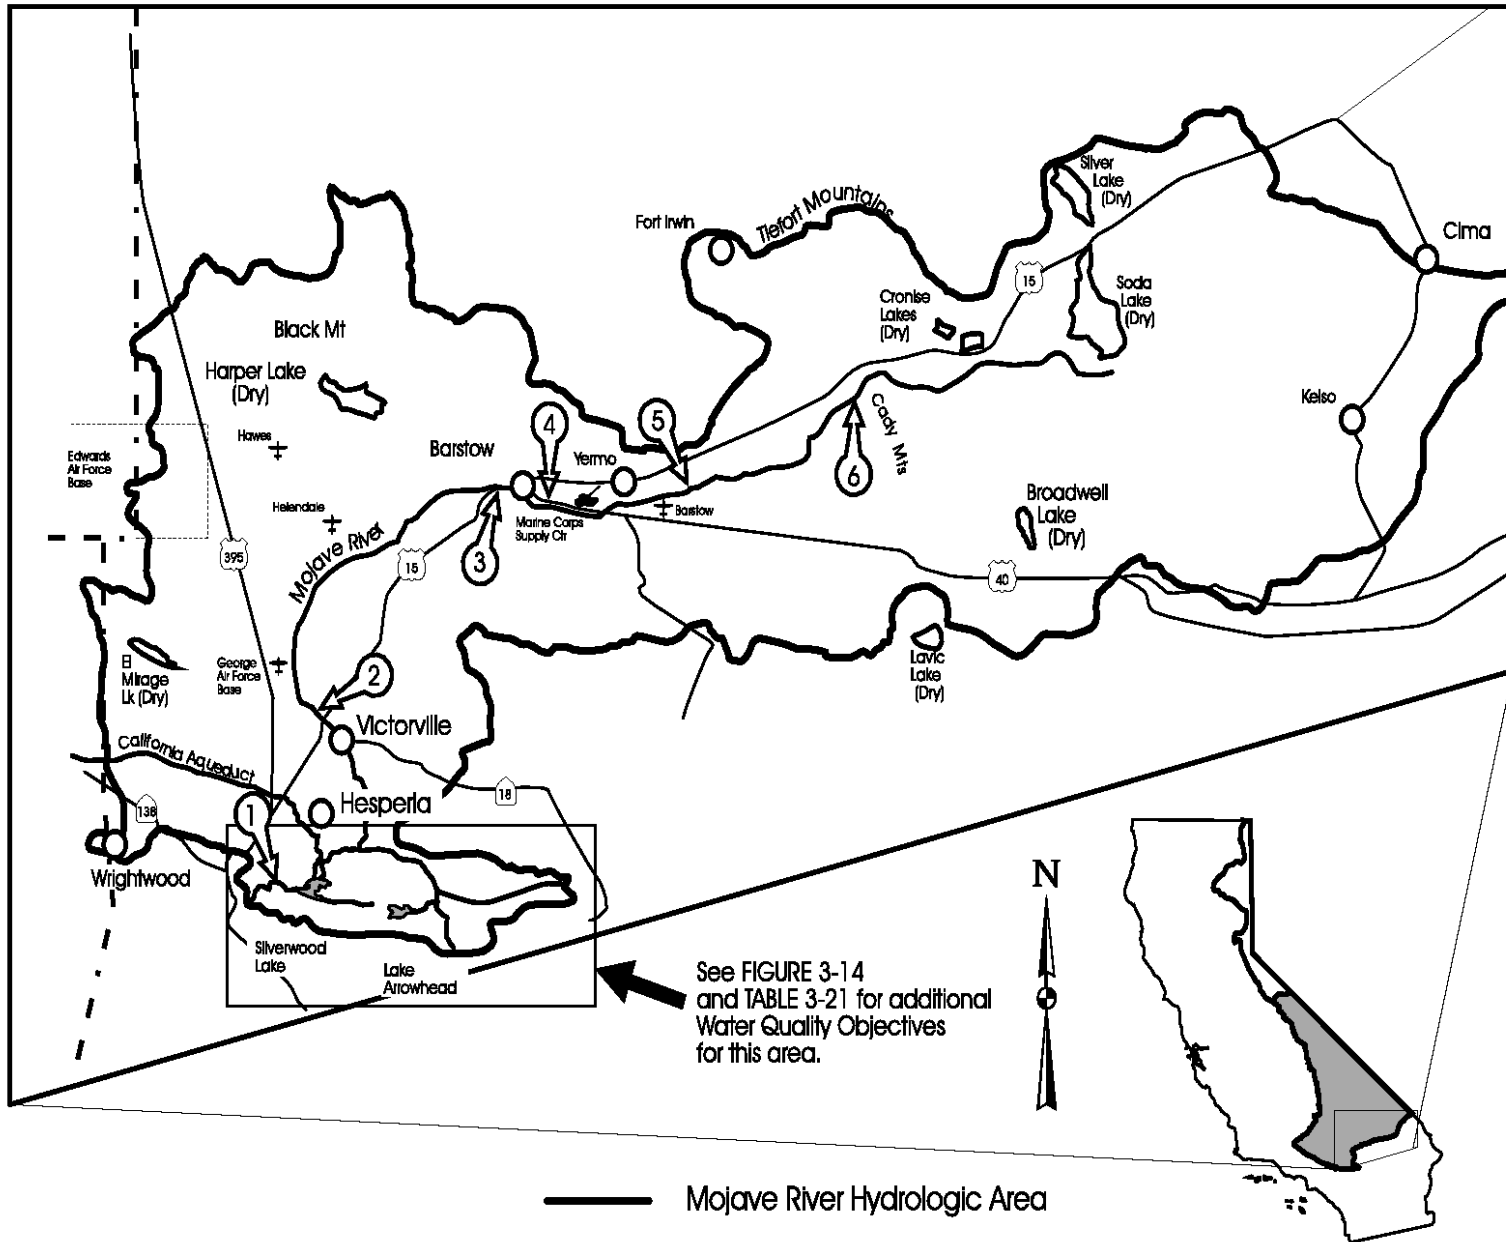 Silver
Lake
(Dry)
Fort Irwin
Tiefort Mountains
Cima
15
Soda
Lake
(Dry)
Cronise
Lakes
(Dry)
Black Mt
Harper Lake
(Dry)
Kelso
Cady Mts
4
5
6
Hawes
Barstow
Yermo
Edwards
Air Force
Base
Helendale
Marine Corps
Supply Ctr
Barstow
Broadwell
Lake
(Dry)
395
Mojave River
15
3
40
El
Mirage
Lk (Dry)
George
Air Force
Base
2
Lavic
Lake
(Dry)
Victorville
California Aqueduct
138
1
Hesperia
18
Wrightwood
Silverwood
Lake
Lake
Arrowhead
See FIGURE 3-14
and TABLE 3-21 for additional
Water Quality Objectives
for this area.
N
Mojave River Hydrologic Area